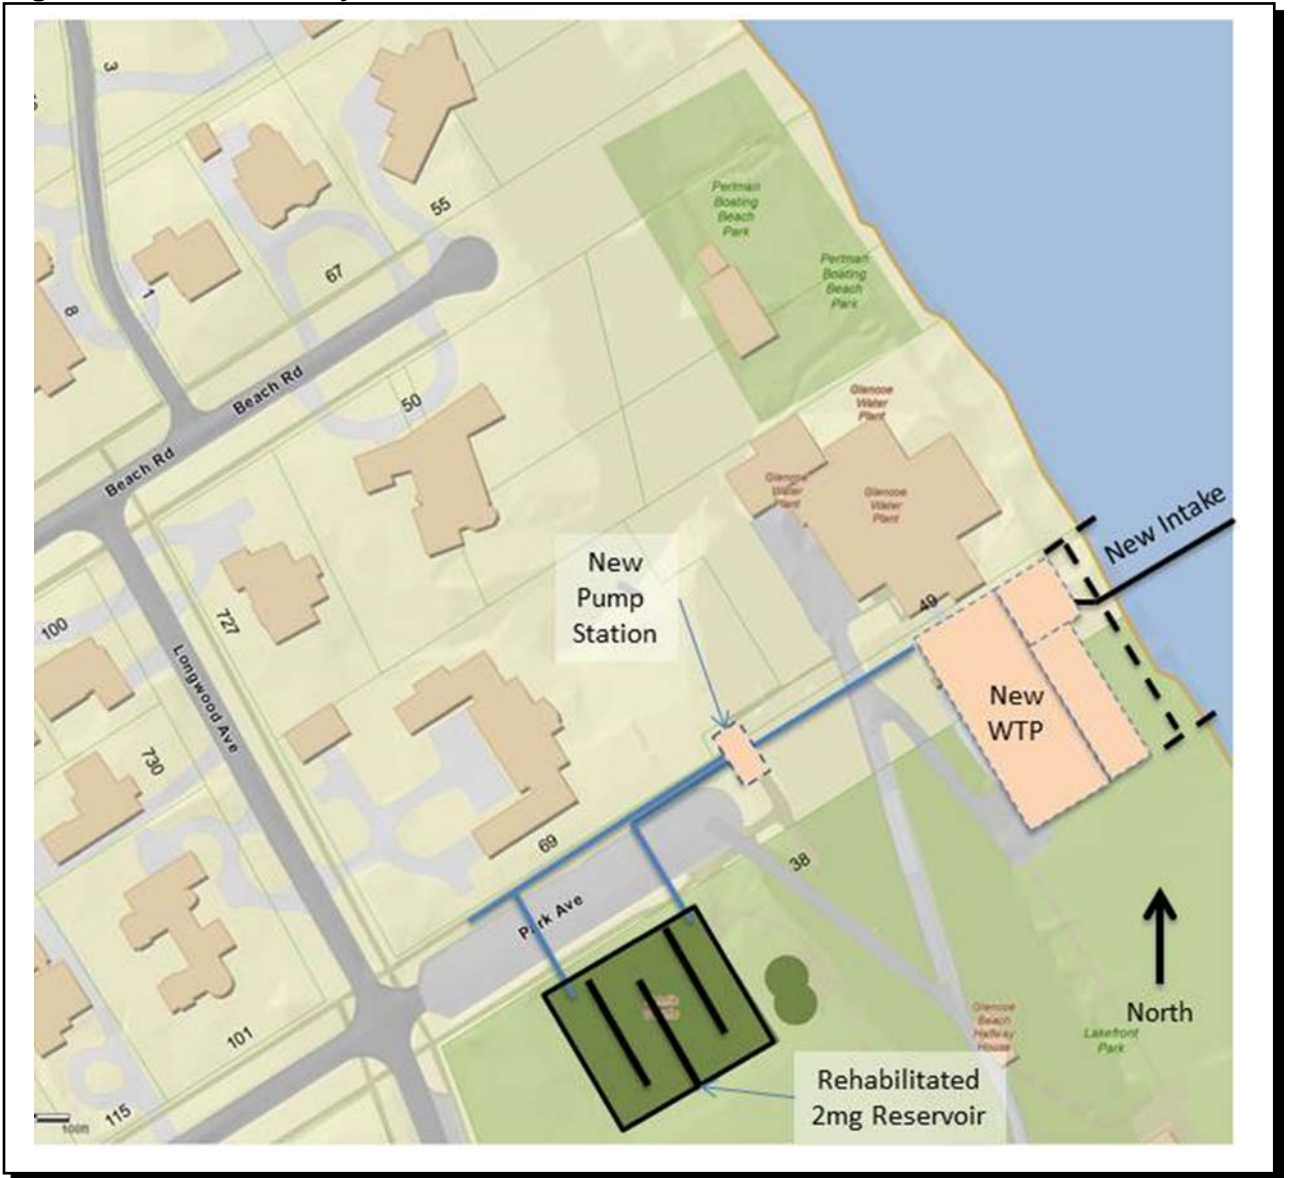 3
55
67
1
8
Perlman
Boating
Beach
Park
Perlman
Boating
Beach
Park
Beach Rd
50
Beach Rd
Glencoe
Water
Plant
Glencoe
Water
Plant
Glencoe
Water
Plant
New Intake
New
Pump
Station
49
100
727
Longwood Ave
New
WTP
730
69
38
Park Ave
North
Glencoe
Beach
Halfway
House
Lakefront
Park
101
Rehabilitated
2mg Reservoir
115
100ft